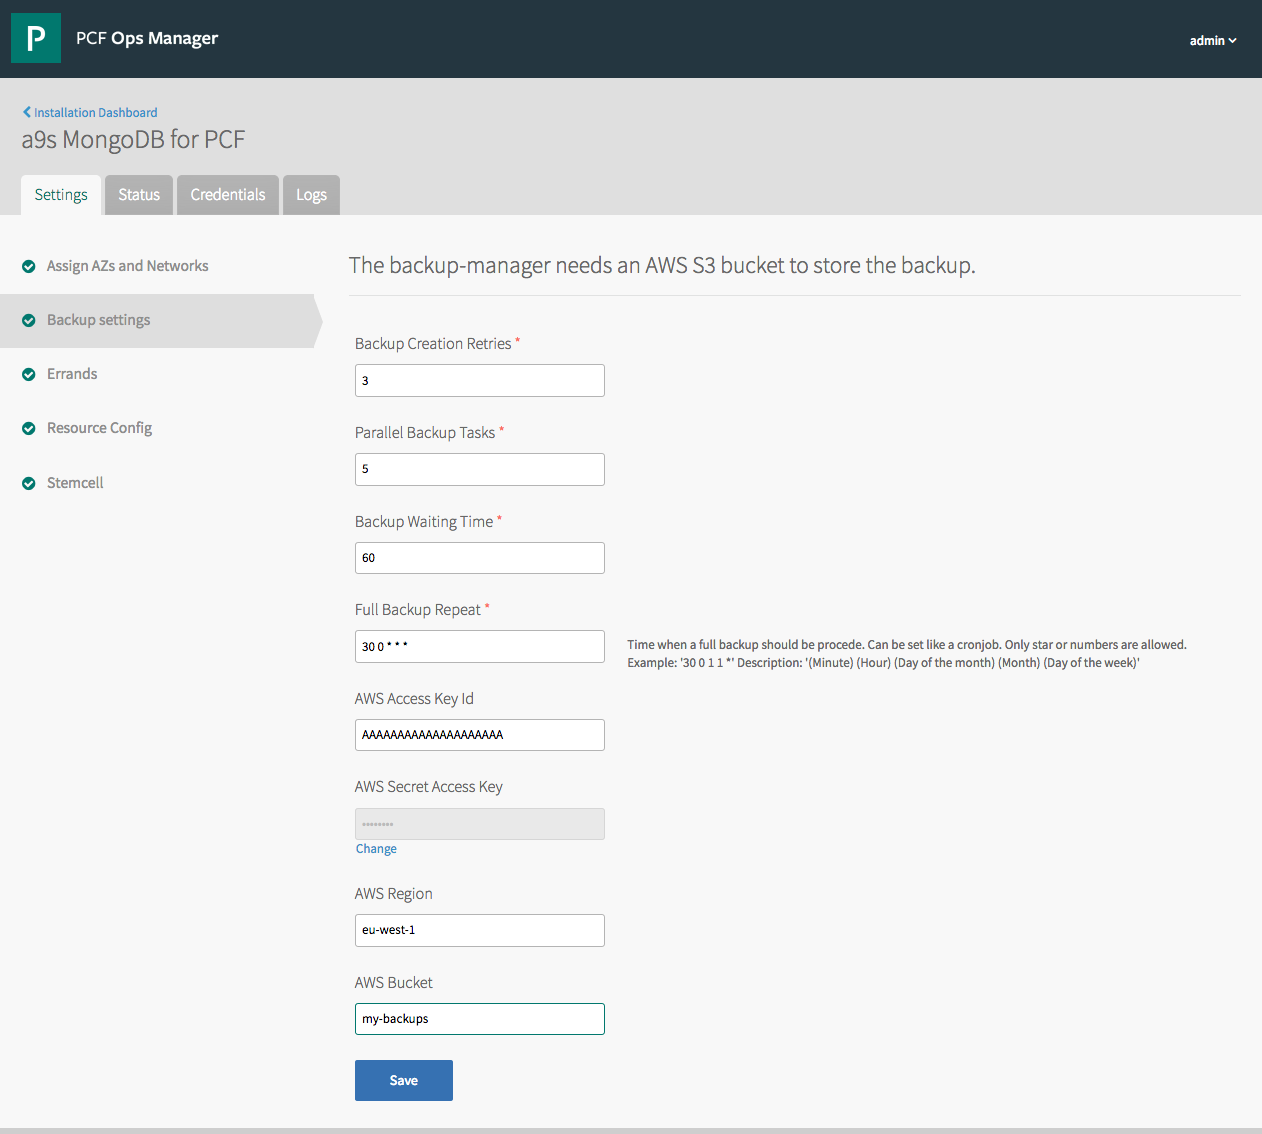 P
PCF Ops Manager
admin
Installation Dashboard
a9s MongoDB for PCF
Settings
Status
Credentials
Logs
Assign AZs and Networks
Backup settings
Errands
Resource Config
Stemcell
The backup-manager needs an AWS S3 bucket to store the backup.
Backup Creation Retries *
3
Parallel Backup Tasks *
5
Backup Waiting Time *
60
Full Backup Repeat *
30 0 * * *
Time when a full backup should be procede. Can be set like a cronjob. Only star or numbers are allowed.
Example: '30 0 1 1 *' Description: '(Minute) (Hour) (Day of the month) (Month) (Day of the week)'
AWS Access Key Id
AAAAAAAAAAAAAAAAAAAA
AWS Secret Access Key
••••••••
Change
AWS Region
eu-west-1
AWS Bucket
my-backups
Save